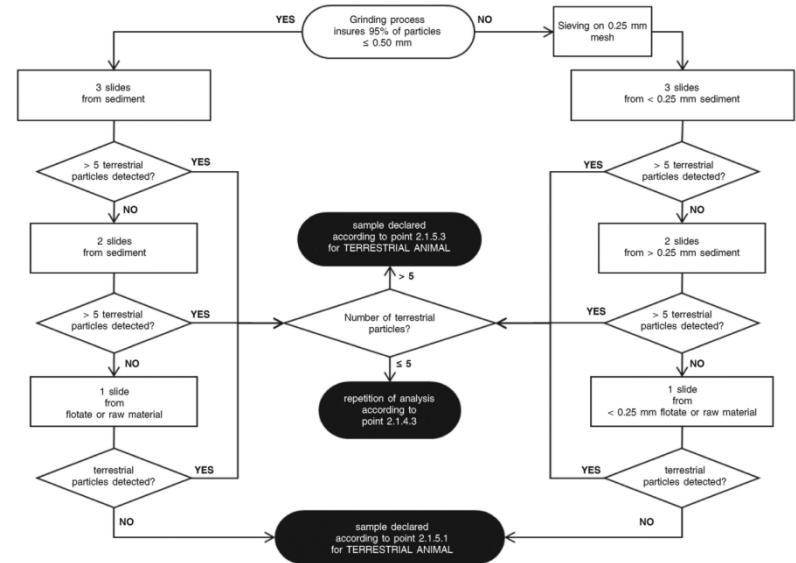 Grinding process
insures 95% of particles
≤ 0.50 mm
YES
NO
Sieving on 0.25 mm
mesh
3 slides
from sediment
3 slides
from < 0.25 mm sediment
> 5 terrestrial
particles detected?
YES
NO
YES
> 5 terrestrial
particles detected?
NO
2 slides
from sediment
sample declared
according to point 2.1.5.3
for TERRESTRIAL ANIMAL
2 slides
from > 0.25 mm sediment
> 5
> 5 terrestrial
particles detected?
YES
NO
Number of terrestrial
particles?
YES
> 5 terrestrial
particles detected?
NO
≤ 5
1 slide
from
flotate or raw material
repetition of analysis
according to
point 2.1.4.3
1 slide
from
< 0.25 mm flotate or raw material
terrestrial
particles detected?
YES
NO
YES
terrestrial
particles detected?
NO
sample declared
according to point 2.1.5.1
for TERRESTRIAL ANIMAL